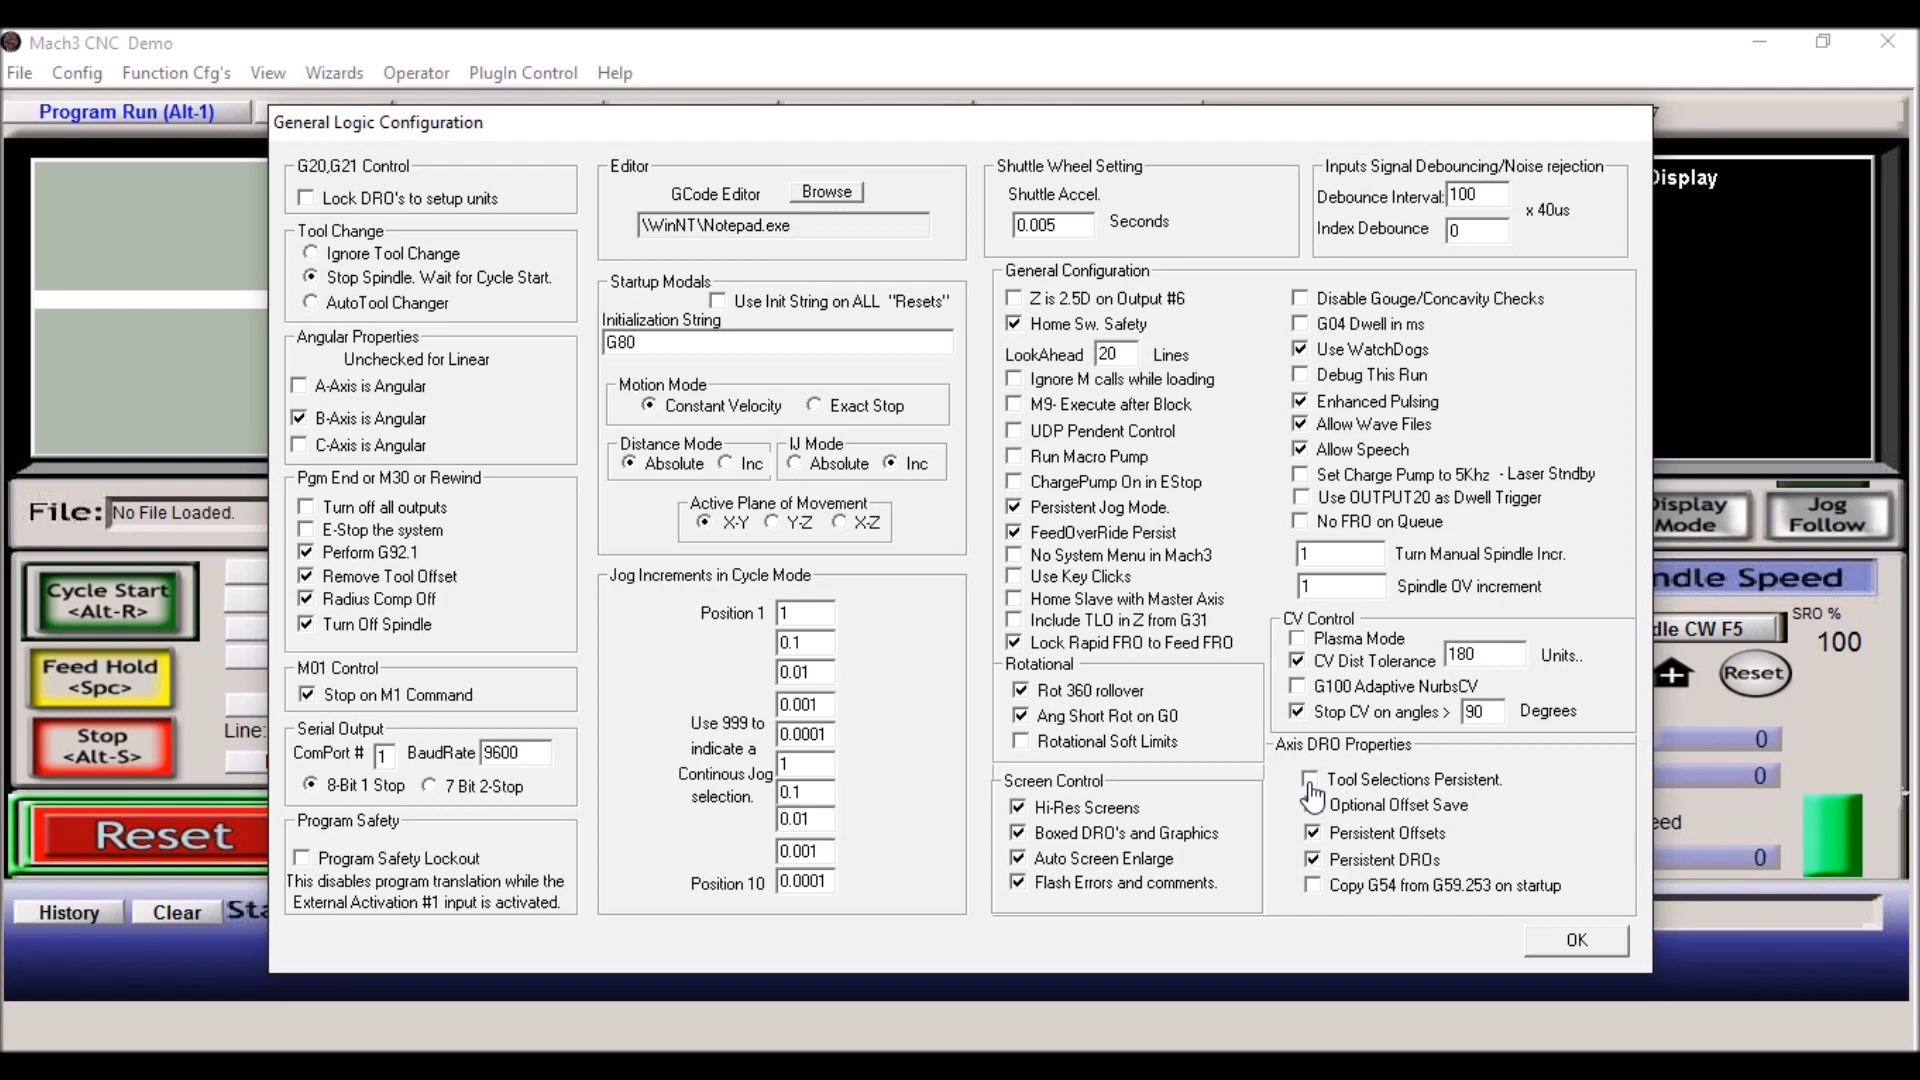 Mach3 CNC Demo
File Config Function Cfg's View Wizards Operator PlugIn Control Help
Program Run (Alt-1)
General Logic Configuration
G20,G21 Control
Lock DRO's to setup units
Tool Change
Ignore Tool Change
Stop Spindle. Wait for Cycle Start.
AutoTool Changer
Angular Properties
Unchecked for Linear
A-Axis is Angular
B-Axis is Angular
C-Axis is Angular
Pgm End or M30 or Rewind
Turn off all outputs
E-Stop the system
Perform G92.1
Remove Tool Offset
Radius Comp Off
Turn Off Spindle
M01 Control
Stop on M1 Command
Serial Output
ComPort # 1 BaudRate 9600
8-Bit 1 Stop 7 Bit 2-Stop
Program Safety
Program Safety Lockout
This disables program translation while the
External Activation #1 input is activated.
Editor
GCode Editor Browse
\WinNT\Notepad.exe
Startup Modals
Use Init String on ALL "Resets"
Initialization String
G80
Motion Mode
Constant Velocity Exact Stop
Distance Mode
Absolute Inc
IJ Mode
Absolute Inc
Active Plane of Movement
X-Y Y-Z X-Z
Jog Increments in Cycle Mode
Position 1 1
0.1
0.01
0.001
Use 999 to
indicate a
Continous Jog
selection.
0.0001
1
0.1
0.01
0.001
Position 10 0.0001
Shuttle Wheel Setting
Shuttle Accel.
0.005 Seconds
Inputs Signal Debouncing/Noise rejection
Debounce Interval: 100 x 40us
Index Debounce 0
General Configuration
Z is 2.5D on Output #6
Home Sw. Safety
LookAhead 20 Lines
Ignore M calls while loading
M9- Execute after Block
UDP Pendent Control
Run Macro Pump
ChargePump On in EStop
Persistent Jog Mode.
FeedOverRide Persist
No System Menu in Mach3
Use Key Clicks
Home Slave with Master Axis
Include TLO in Z from G31
Lock Rapid FRO to Feed FRO
Disable Gouge/Concavity Checks
G04 Dwell in ms
Use WatchDogs
Debug This Run
Enhanced Pulsing
Allow Wave Files
Allow Speech
Set Charge Pump to 5Khz - Laser Stndby
Use OUTPUT20 as Dwell Trigger
No FRO on Queue
1 Turn Manual Spindle Incr.
1 Spindle OV increment
CV Control
Plasma Mode
CV Dist Tolerance 180 Units..
G100 Adaptive NurbsCV
Stop CV on angles > 90 Degrees
Rotational
Rot 360 rollover
Ang Short Rot on G0
Rotational Soft Limits
Screen Control
Hi-Res Screens
Boxed DRO's and Graphics
Auto Screen Enlarge
Flash Errors and comments.
Axis DRO Properties
Tool Selections Persistent.
Optional Offset Save
Persistent Offsets
Persistent DROs
Copy G54 from G59.253 on startup
OK
File: No File Loaded.
Cycle Start
<Alt-R>
Feed Hold
<Spc>
Stop
<Alt-S>
Line:
Reset
History Clear Sta
Display
Display
Mode
Jog
Follow
ndle Speed
dle CW F5
SRO %
100
Reset
0
0
eed
0